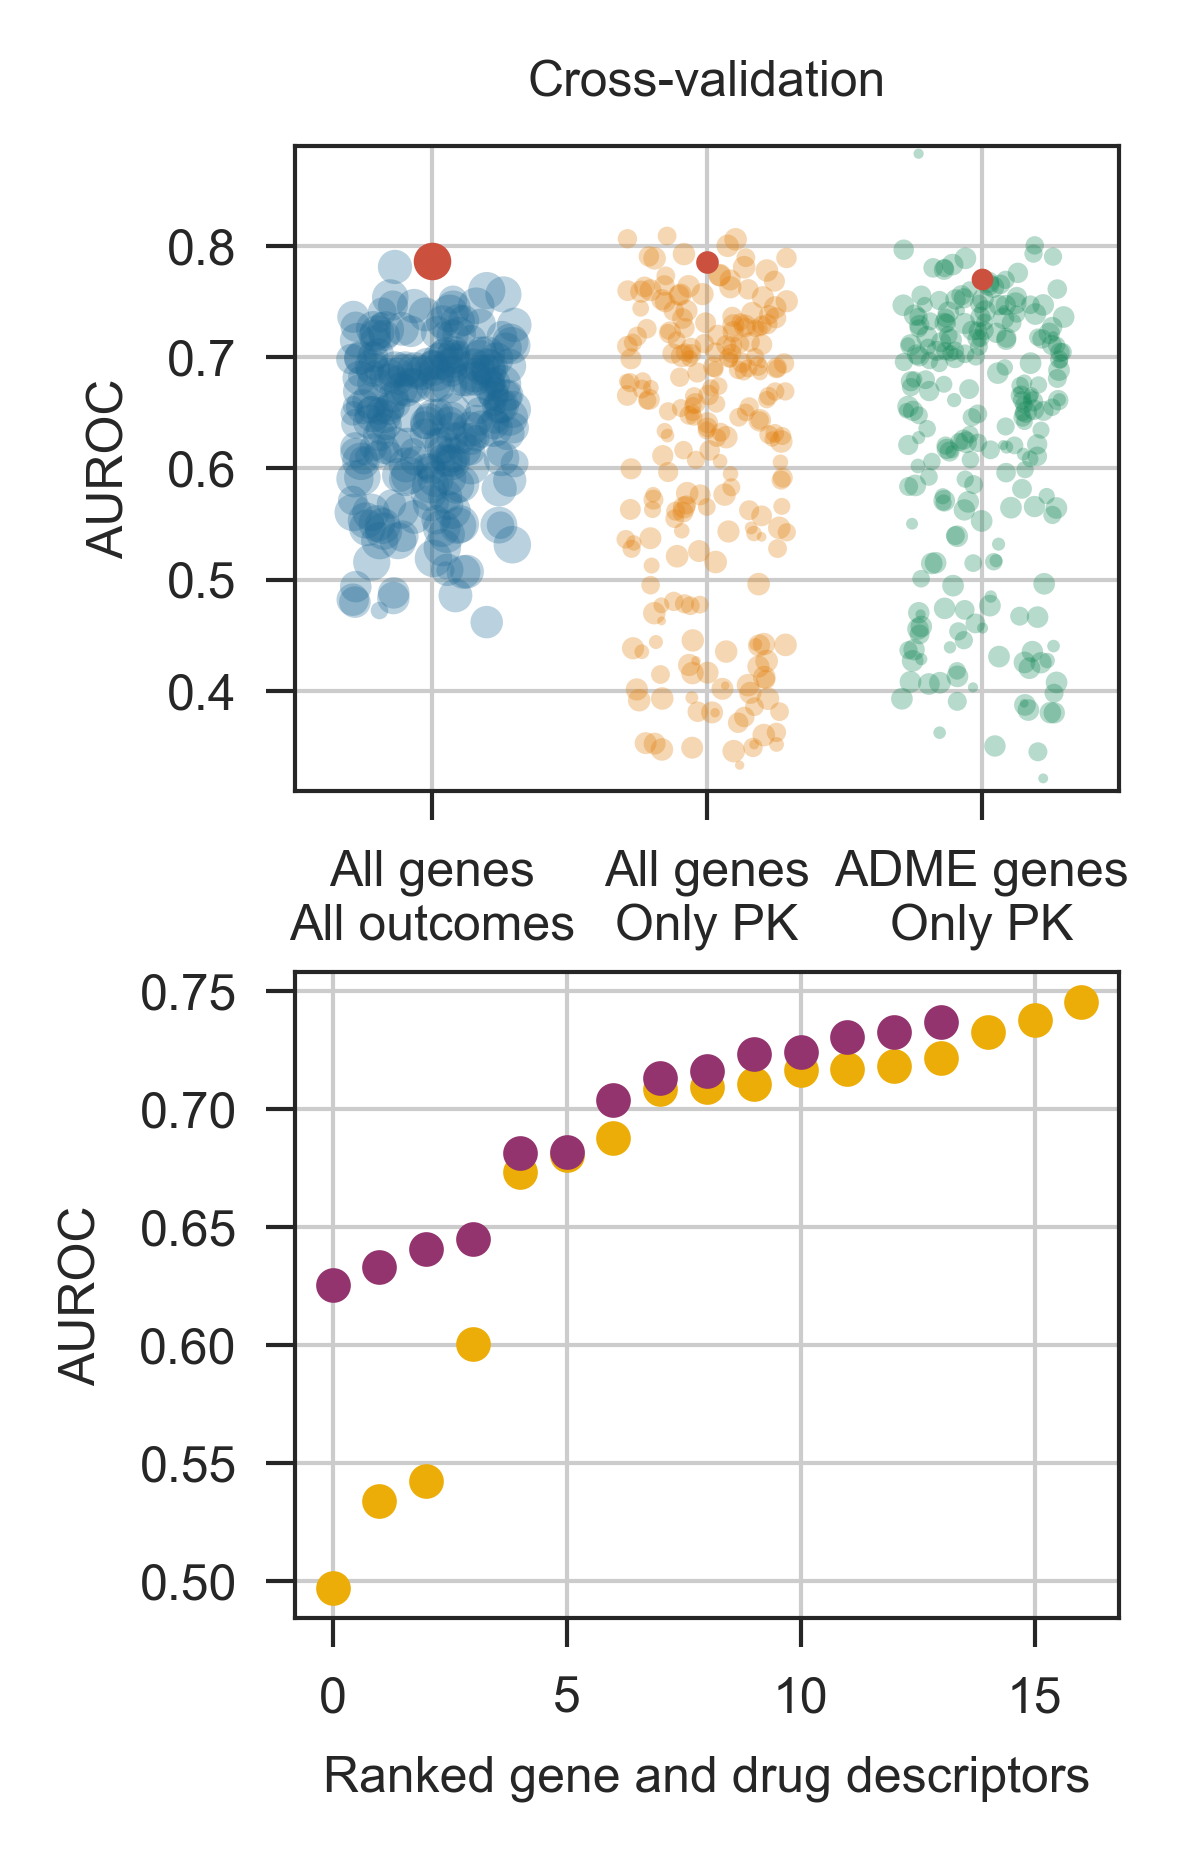 Cross-validation
0.8
0.7
0.6
0.5
0.4
AUROC
All genes
All outcomes
All genes
Only PK
ADME genes
Only PK
0.75
0.70
0.65
0.60
0.55
0.50
AUROC
0 5 10 15
Ranked gene and drug descriptors